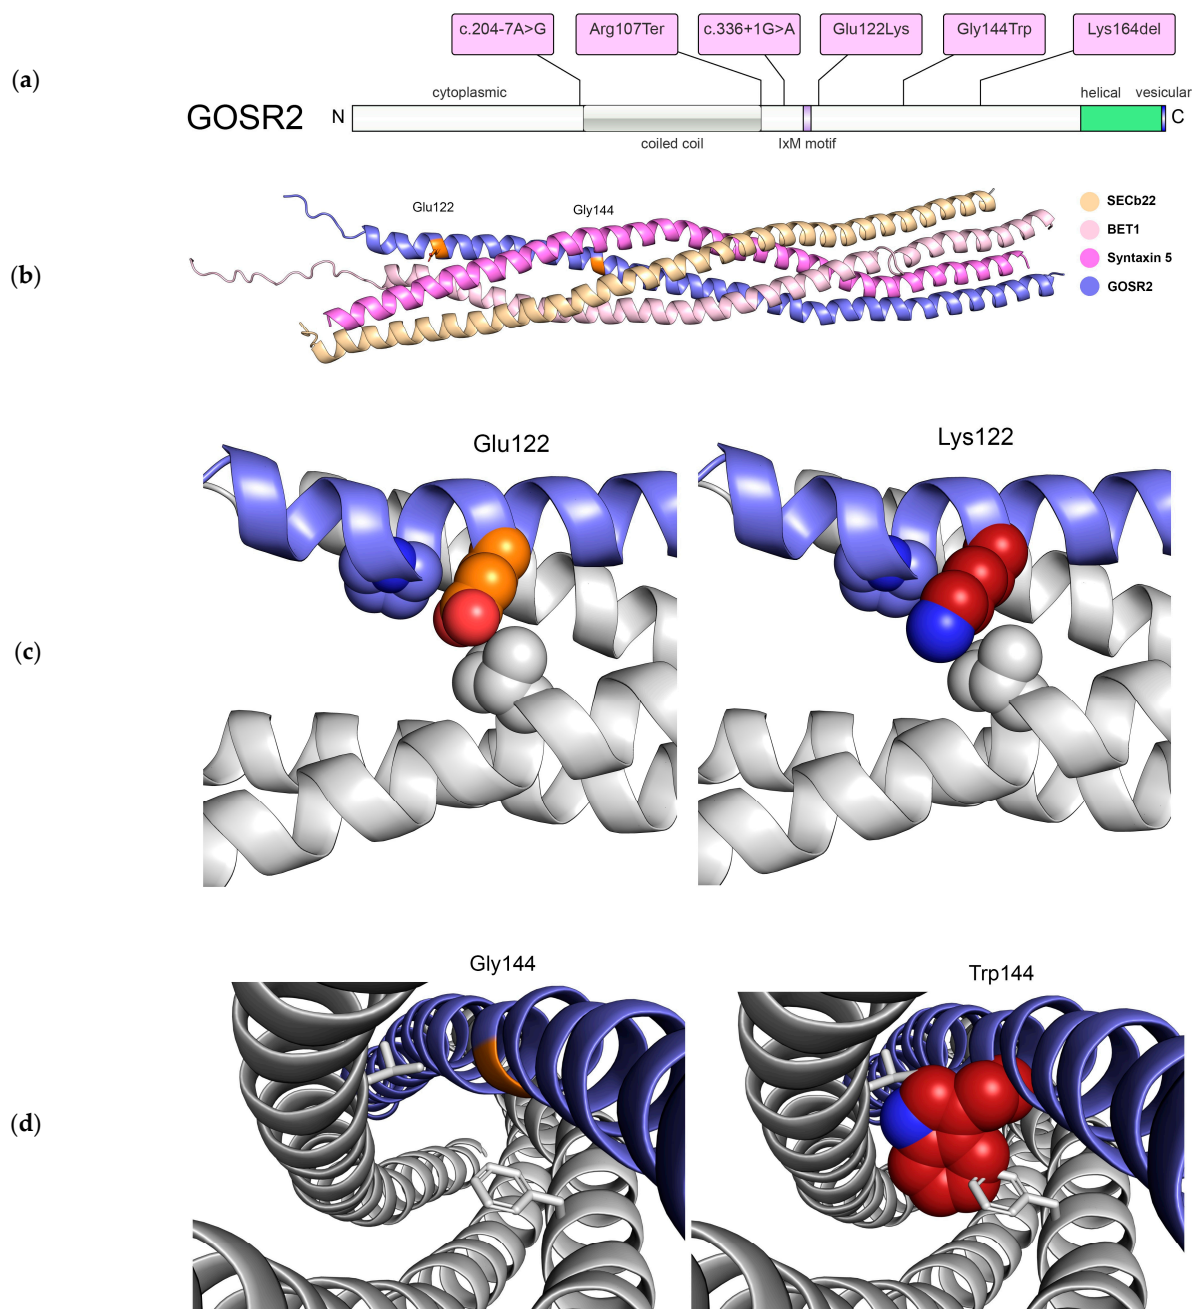 c.204-7A>G
Arg107Ter
c.336+1G>A
Glu122Lys
Gly144Trp
Lys164del
(a)
cytoplasmic
helical
vesicular
GOSR2
N
C
coiled coil
IxM motif
(b)
Glu122
Gly144
SECb22
BET1
Syntaxin 5
GOSR2
(c)
Glu122
Lys122
(d)
Gly144
Trp144